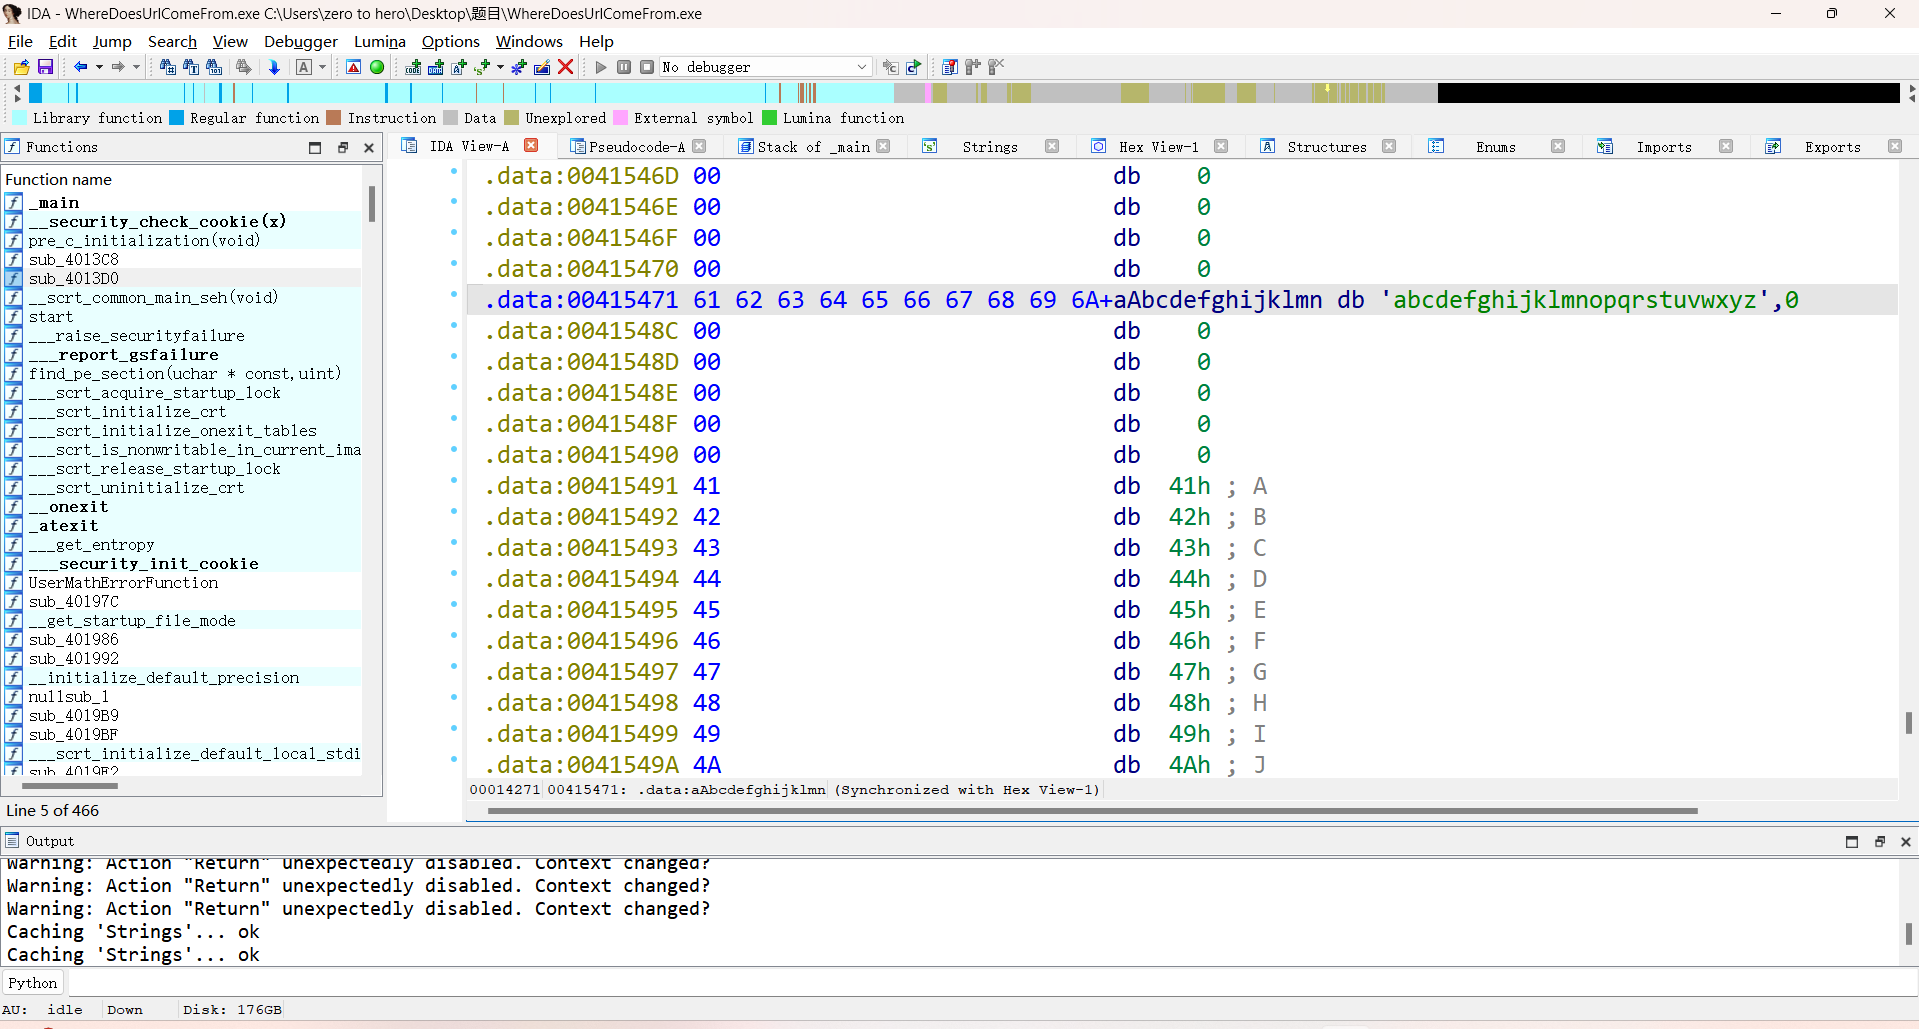 IDA - WhereDoesUrlComeFrom.exe C:\Users\zero to hero\Desktop\题目\WhereDoesUrlComeFrom.exe
File Edit Jump Search View Debugger Lumina Options Windows Help
No debugger
Library function Regular function Instruction Data Unexplored External symbol Lumina function
Functions
IDA View-A Pseudocode-A Stack of _main Strings Hex View-1 Structures Enums Imports Exports
Function name
_main
__security_check_cookie(x)
pre_c_initialization(void)
sub_4013C8
sub_4013D0
__scrt_common_main_seh(void)
start
___raise_securityfailure
___report_gsfailure
find_pe_section(uchar * const,uint)
___scrt_acquire_startup_lock
___scrt_initialize_crt
___scrt_initialize_onexit_tables
___scrt_is_nonwritable_in_current_ima
___scrt_release_startup_lock
___scrt_uninitialize_crt
__onexit
_atexit
___get_entropy
___security_init_cookie
UserMathErrorFunction
sub_40197C
__get_startup_file_mode
sub_401986
sub_401992
__initialize_default_precision
nullsub_1
sub_4019B9
sub_4019BF
___scrt_initialize_default_local_stdi
sub_4019E2
Line 5 of 466
.data:0041546D 00 db 0
.data:0041546E 00 db 0
.data:0041546F 00 db 0
.data:00415470 00 db 0
.data:00415471 61 62 63 64 65 66 67 68 69 6A+aAbcdefghijklmn db 'abcdefghijklmnopqrstuvwxyz',0
.data:0041548C 00 db 0
.data:0041548D 00 db 0
.data:0041548E 00 db 0
.data:0041548F 00 db 0
.data:00415490 00 db 0
.data:00415491 41 db 41h ; A
.data:00415492 42 db 42h ; B
.data:00415493 43 db 43h ; C
.data:00415494 44 db 44h ; D
.data:00415495 45 db 45h ; E
.data:00415496 46 db 46h ; F
.data:00415497 47 db 47h ; G
.data:00415498 48 db 48h ; H
.data:00415499 49 db 49h ; I
.data:0041549A 4A db 4Ah ; J
00014271 00415471: .data:aAbcdefghijklmn (Synchronized with Hex View-1)
Output
Warning: Action "Return" unexpectedly disabled. Context changed?
Warning: Action "Return" unexpectedly disabled. Context changed?
Warning: Action "Return" unexpectedly disabled. Context changed?
Caching 'Strings'... ok
Caching 'Strings'... ok
Python
AU: idle Down Disk: 176GB